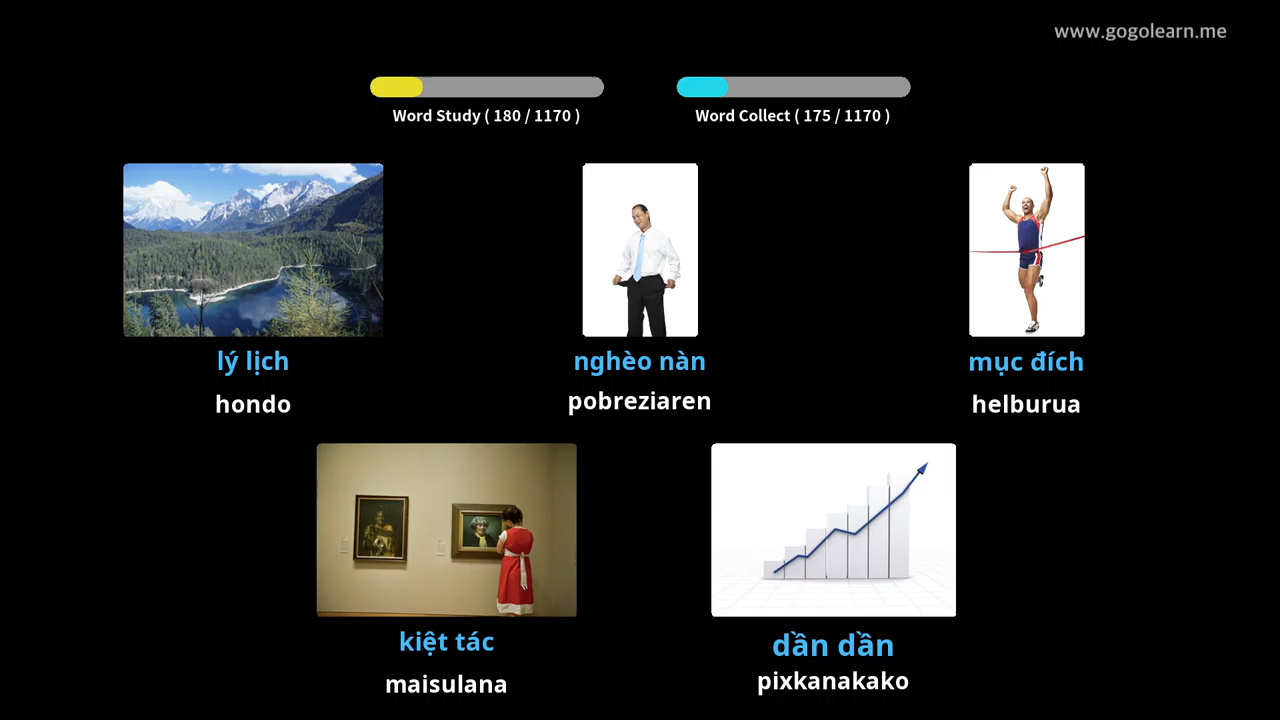 www.gogolearn.me
Word Study ( 180 / 1170 )
Word Collect ( 175 / 1170 )
lý lịch
hondo
nghèo nàn
pobreziaren
mục đích
helburua
kiệt tác
maisulana
dần dần
pixkanakako